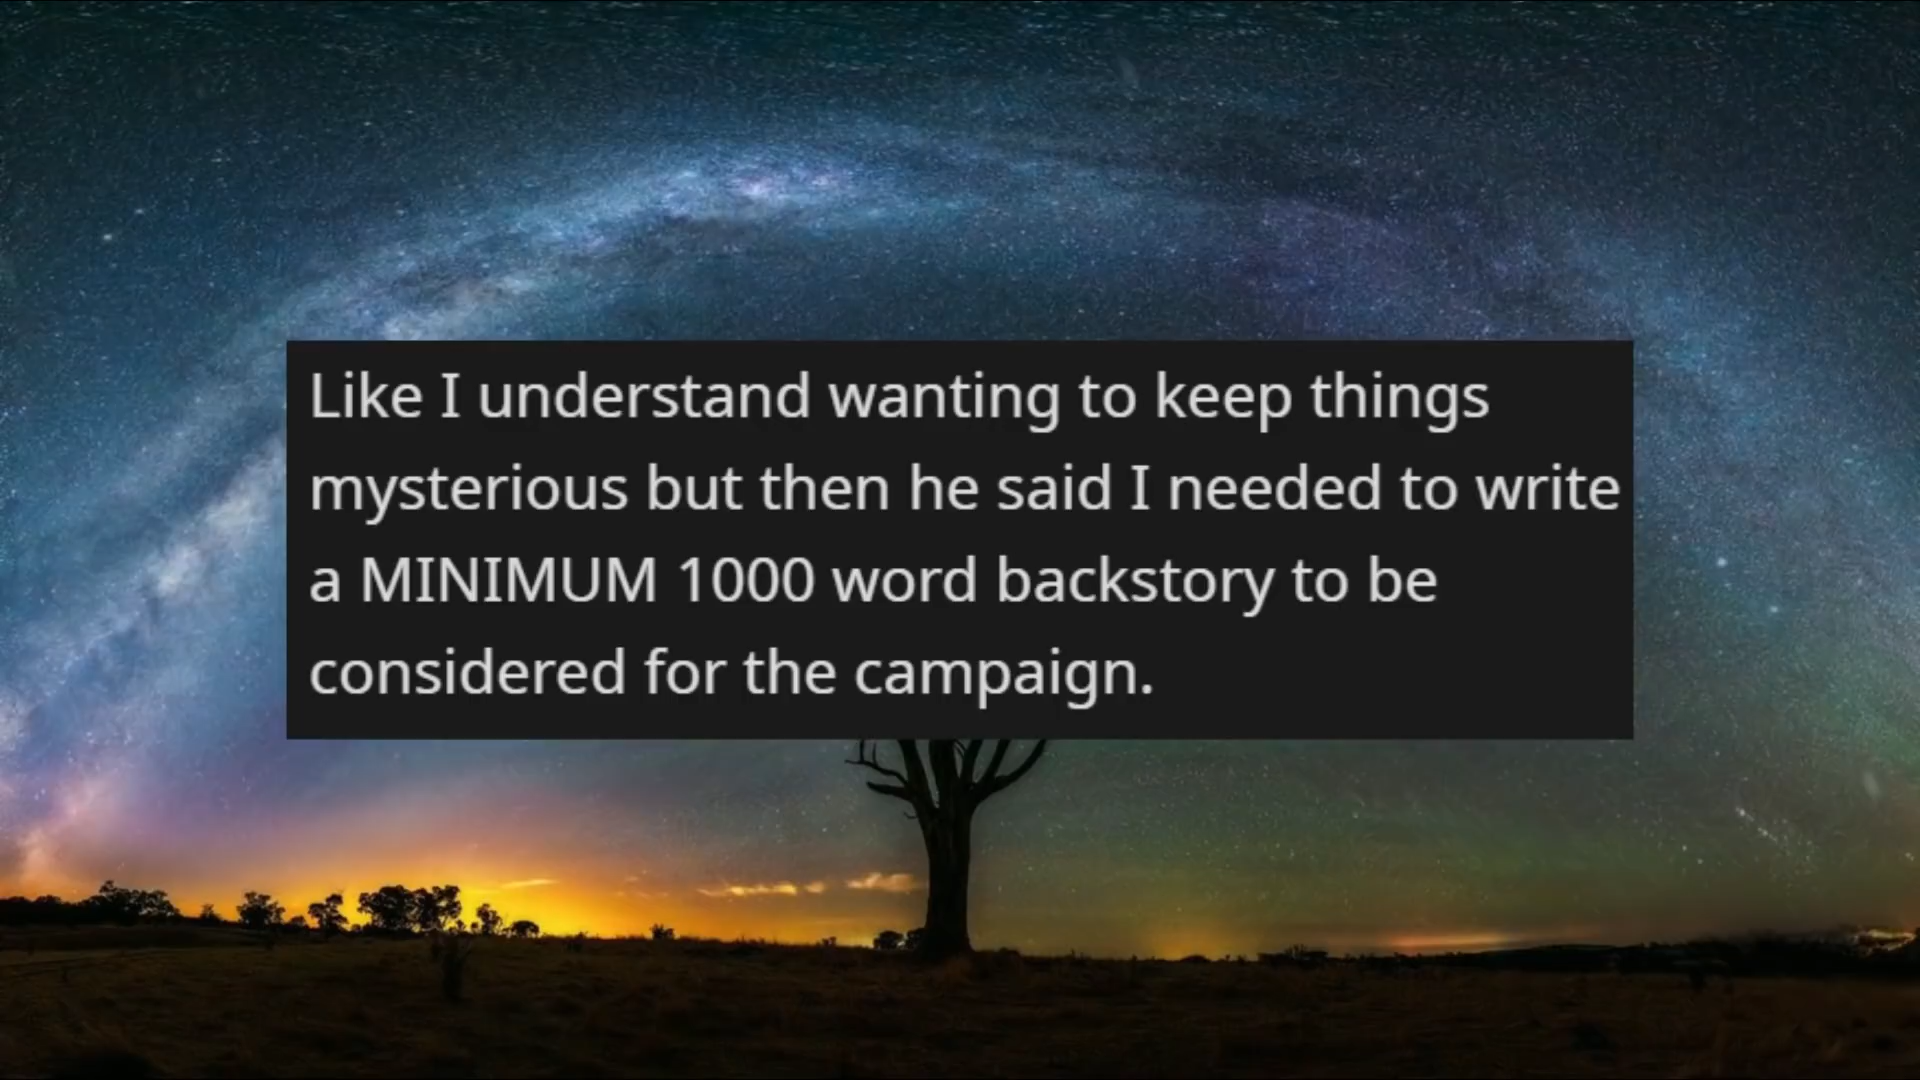 Like I understand wanting to keep things
mysterious but then he said I needed to write
a MINIMUM 1000 word backstory to be
considered for the campaign.